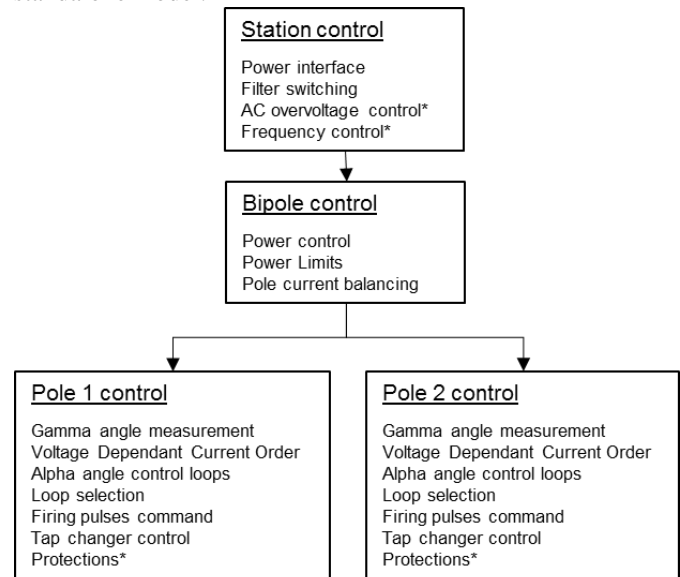 Station control
Power interface
Filter switching
AC overvoltage control*
Frequency control*
Bipole control
Power control
Power Limits
Pole current balancing
Pole 1 control
Gamma angle measurement
Voltage Dependant Current Order
Alpha angle control loops
Loop selection
Firing pulses command
Tap changer control
Protections*
Pole 2 control
Gamma angle measurement
Voltage Dependant Current Order
Alpha angle control loops
Loop selection
Firing pulses command
Tap changer control
Protections*